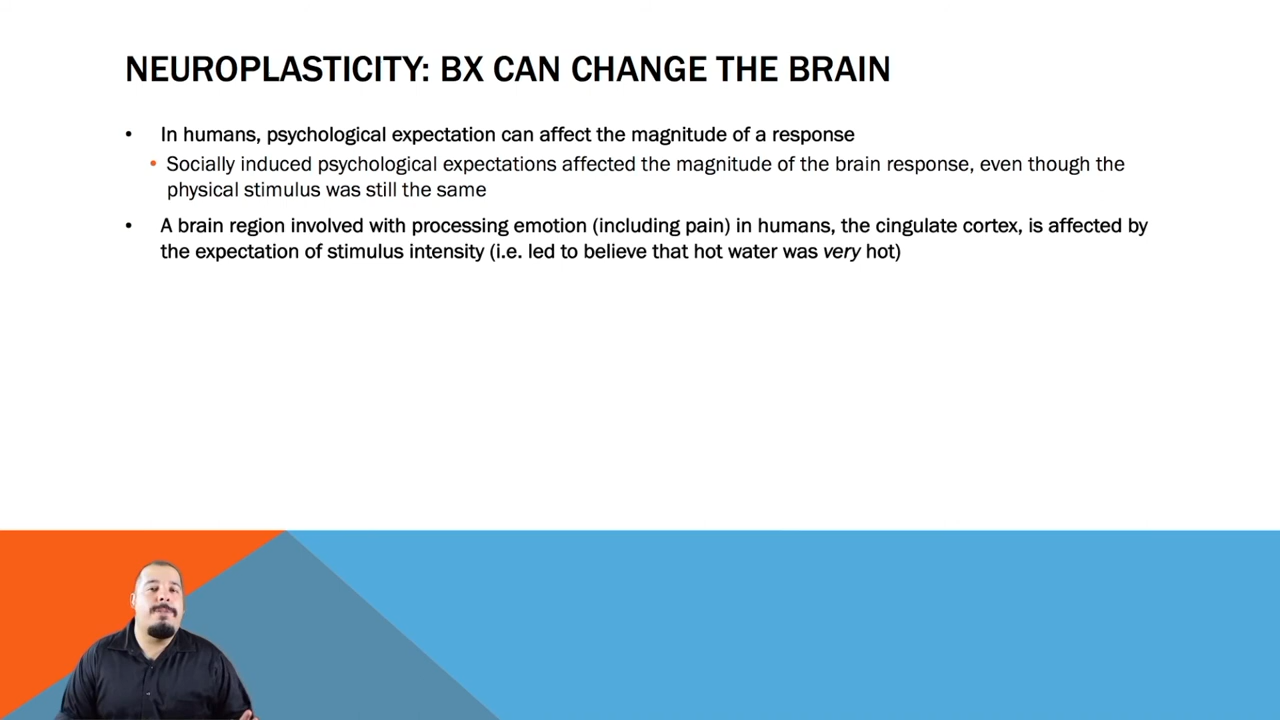 NEUROPLASTICITY: BX CAN CHANGE THE BRAIN
• In humans, psychological expectation can affect the magnitude of a response
• Socially induced psychological expectations affected the magnitude of the brain response, even though the
physical stimulus was still the same
• A brain region involved with processing emotion (including pain) in humans, the cingulate cortex, is affected by
the expectation of stimulus intensity (i.e. led to believe that hot water was very hot)